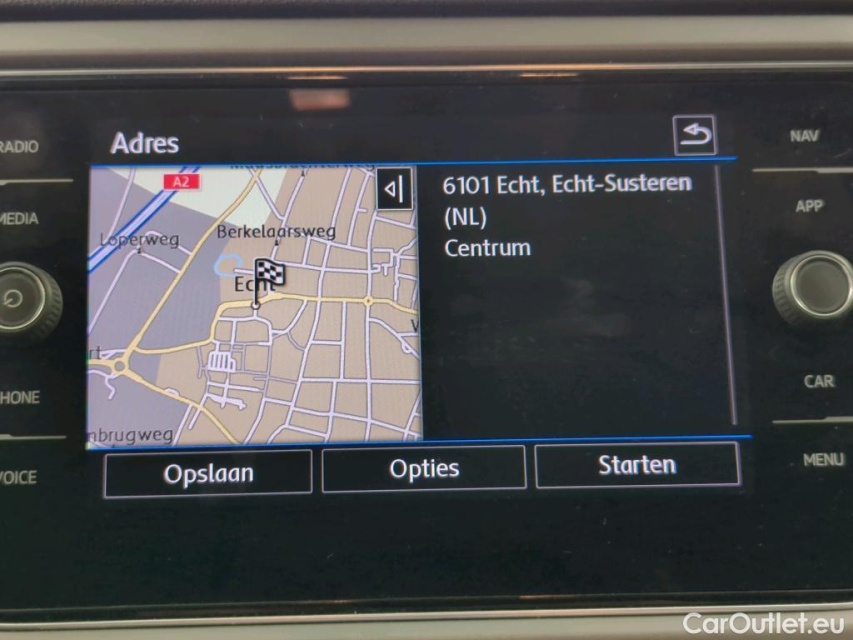 RADIO
MEDIA
PHONE
VOICE
Adres
A2
Loperweg
Berkelaarsweg
Echt
nbrugweg
6101 Echt, Echt-Susteren
(NL)
Centrum
Opslaan
Opties
Starten
NAV
APP
CAR
MENU
CarOutlet.eu